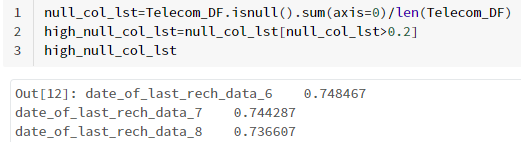 1 null_col_lst=Telecom_DF.isnull().sum(axis=0)/len(Telecom_DF)
2 high_null_col_lst=null_col_lst[null_col_lst>0.2]
3 high_null_col_lst
Out[12]: date_of_last_rech_data_6    0.748467
date_of_last_rech_data_7    0.744287
date_of_last_rech_data_8    0.736607